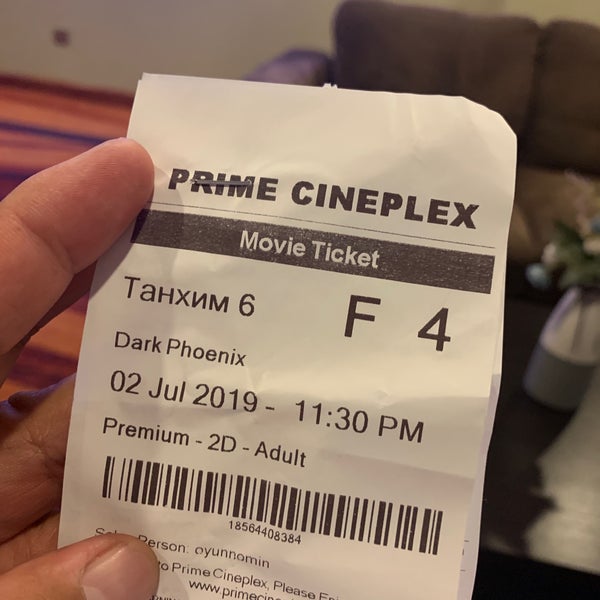 PRIME CINEPLEX
Movie Ticket
Танхим 6
F 4
Dark Phoenix
02 Jul 2019 - 11:30 PM
Premium - 2D - Adult
18564408384
Person: oyunnomin
Prime Cineplex, Please